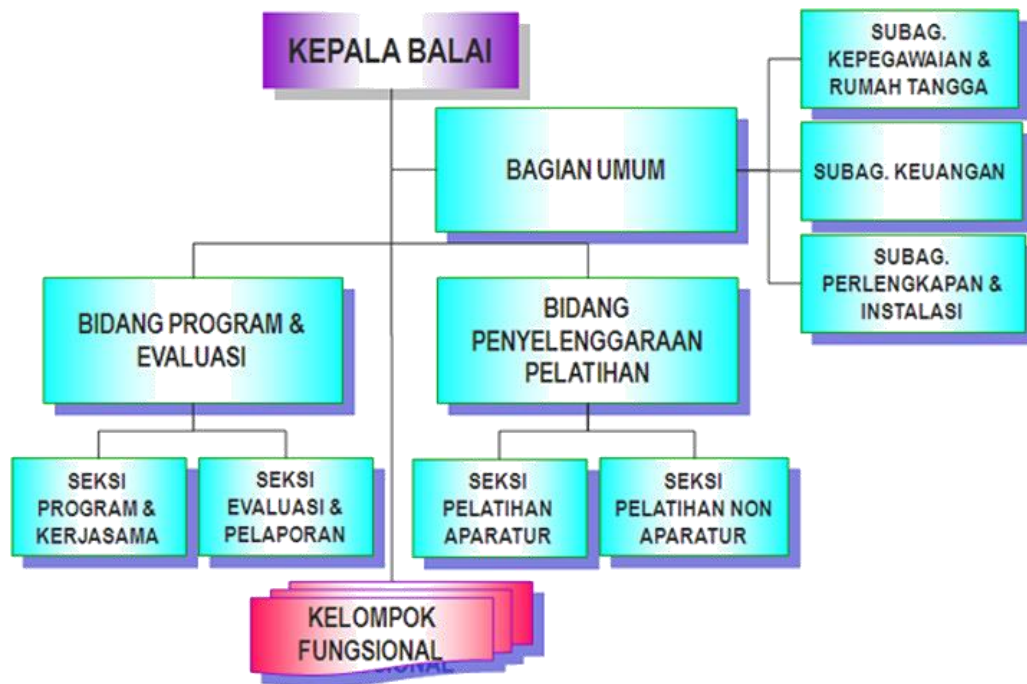 KEPALA BALAI
SUBAG.
KEPEGAWAIAN &
RUMAH TANGGA
BAGIAN UMUM
SUBAG. KEUANGAN
SUBAG.
PERLENGKAPAN &
INSTALASI
BIDANG PROGRAM &
EVALUASI
BIDANG
PENYELENGGARAAN
PELATIHAN
SEKSI
PROGRAM &
KERJASAMA
SEKSI
EVALUASI &
PELAPORAN
SEKSI
PELATIHAN
APARATUR
SEKSI
PELATIHAN NON
APARATUR
KELOMPOK
FUNGSIONAL